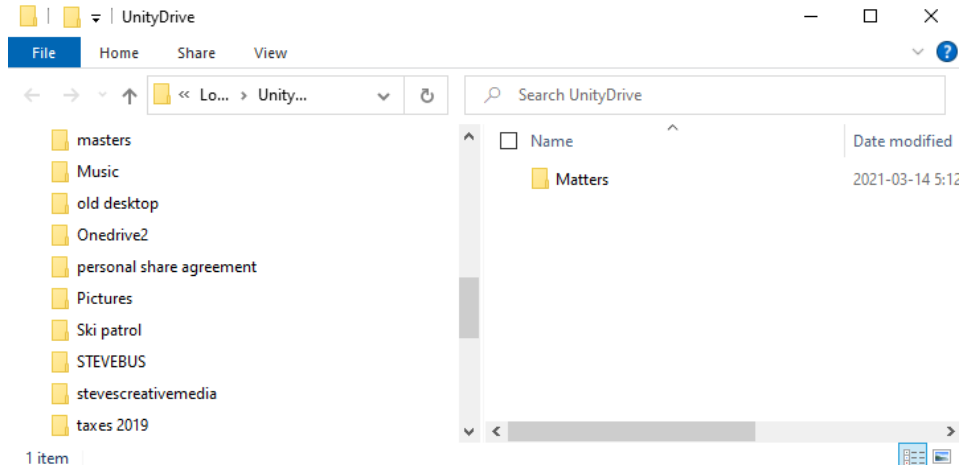 UnityDrive
File Home Share View ?
« Lo... › Unity... Search UnityDrive
masters
Music
old desktop
Onedrive2
personal share agreement
Pictures
Ski patrol
STEVEBUS
stevescreativemedia
taxes 2019
Name Date modified
Matters 2021-03-14 5:12
1 item